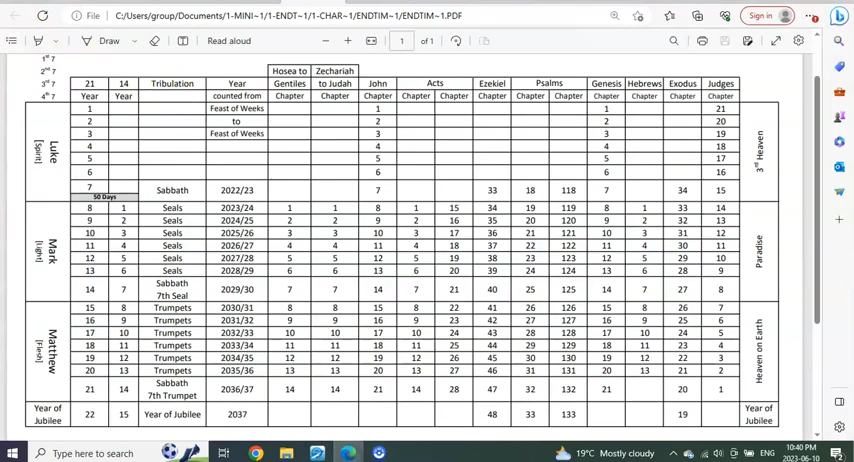 File C:/Users/group/Documents/1-MINI~1/1-ENDT~1/1-CHAR~1/ENDTIM~1/ENDTIM~1.PDF Sign in
Draw Read aloud 1 of 1
1st 7
2nd 7 Hosea to Zechariah
3rd 7 21 14 Tribulation Year Gentiles to Judah John Acts Ezekiel Psalms Genesis Hebrews Exodus Judges
4th 7 Year Year counted from Chapter Chapter Chapter Chapter Chapter Chapter Chapter Chapter Chapter Chapter Chapter Chapter
1 Feast of Weeks 1 1 21
2 to 2 2 20
3 Feast of Weeks 3 3 19
4 4 4 18
5 5 5 17
6 6 6 16
7 Sabbath 2022/23 7 33 18 118 7 34 15
50 Days
Luke
[Spirit]
3rd Heaven
8 1 Seals 2023/24 1 1 8 1 15 34 19 119 8 1 33 14
9 2 Seals 2024/25 2 2 9 2 16 35 20 120 9 2 32 13
10 3 Seals 2025/26 3 3 10 3 17 36 21 121 10 3 31 12
11 4 Seals 2026/27 4 4 11 4 18 37 22 122 11 4 30 11
12 5 Seals 2027/28 5 5 12 5 19 38 23 123 12 5 29 10
13 6 Seals 2028/29 6 6 13 6 20 39 24 124 13 6 28 9
14 7 Sabbath 2029/30 7 7 14 7 21 40 25 125 14 7 27 8
7th Seal
Mark
[Light]
Paradise
15 8 Trumpets 2030/31 8 8 15 8 22 41 26 126 15 8 26 7
16 9 Trumpets 2031/32 9 9 16 9 23 42 27 127 16 9 25 6
17 10 Trumpets 2032/33 10 10 17 10 24 43 28 128 17 10 24 5
18 11 Trumpets 2033/34 11 11 18 11 25 44 29 129 18 11 23 4
19 12 Trumpets 2034/35 12 12 19 12 26 45 30 130 19 12 22 3
20 13 Trumpets 2035/36 13 13 20 13 27 46 31 131 20 13 21 2
21 14 Sabbath 2036/37 14 14 21 14 28 47 32 132 21 20 1
7th Trumpet
Matthew
[Flesh]
Heaven on Earth
Year of Jubilee 22 15 Year of Jubilee 2037 48 33 133 19 Year of Jubilee
Type here to search 19°C Mostly cloudy ENG 10:40 PM
2023-06-10